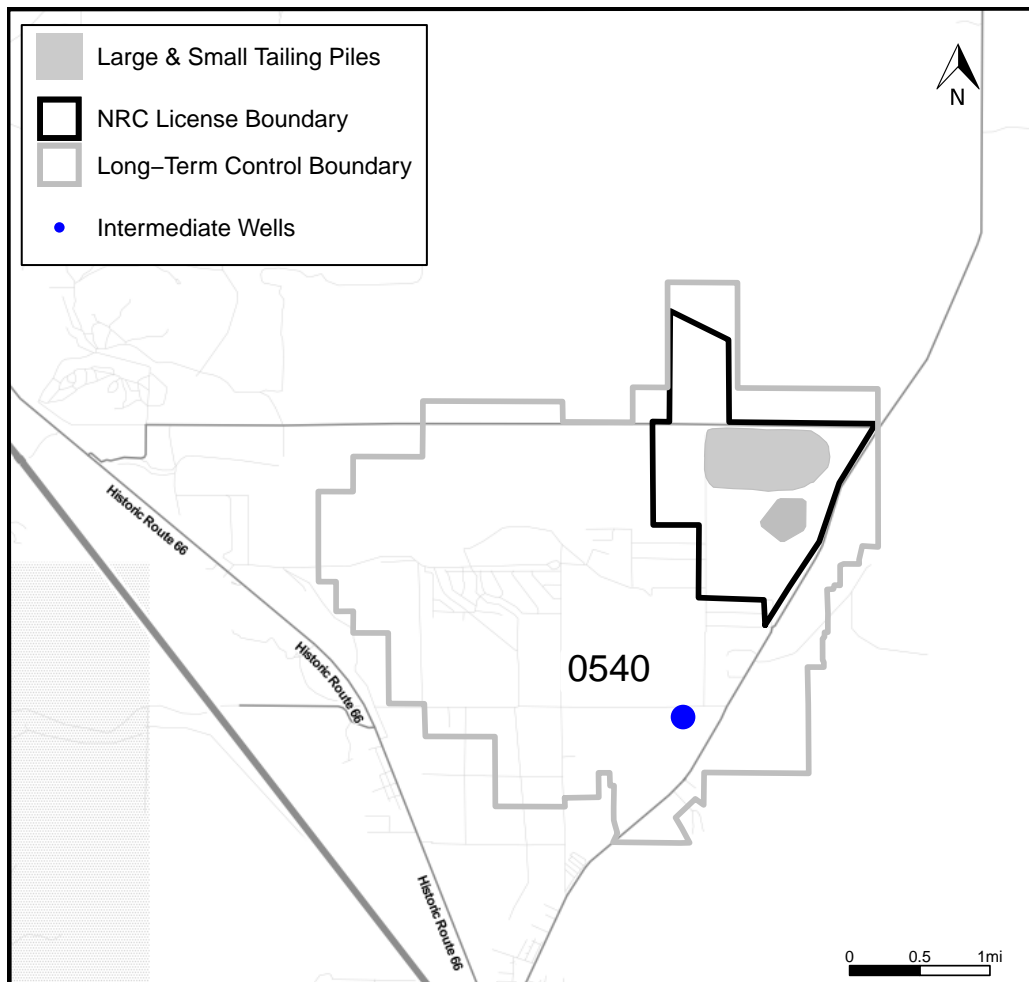 Large & Small Tailing Piles
NRC License Boundary
Long−Term Control Boundary
Intermediate Wells
N
Historic Route 66
Historic Route 66
0540
Historic Route 66
0 0.5 1mi